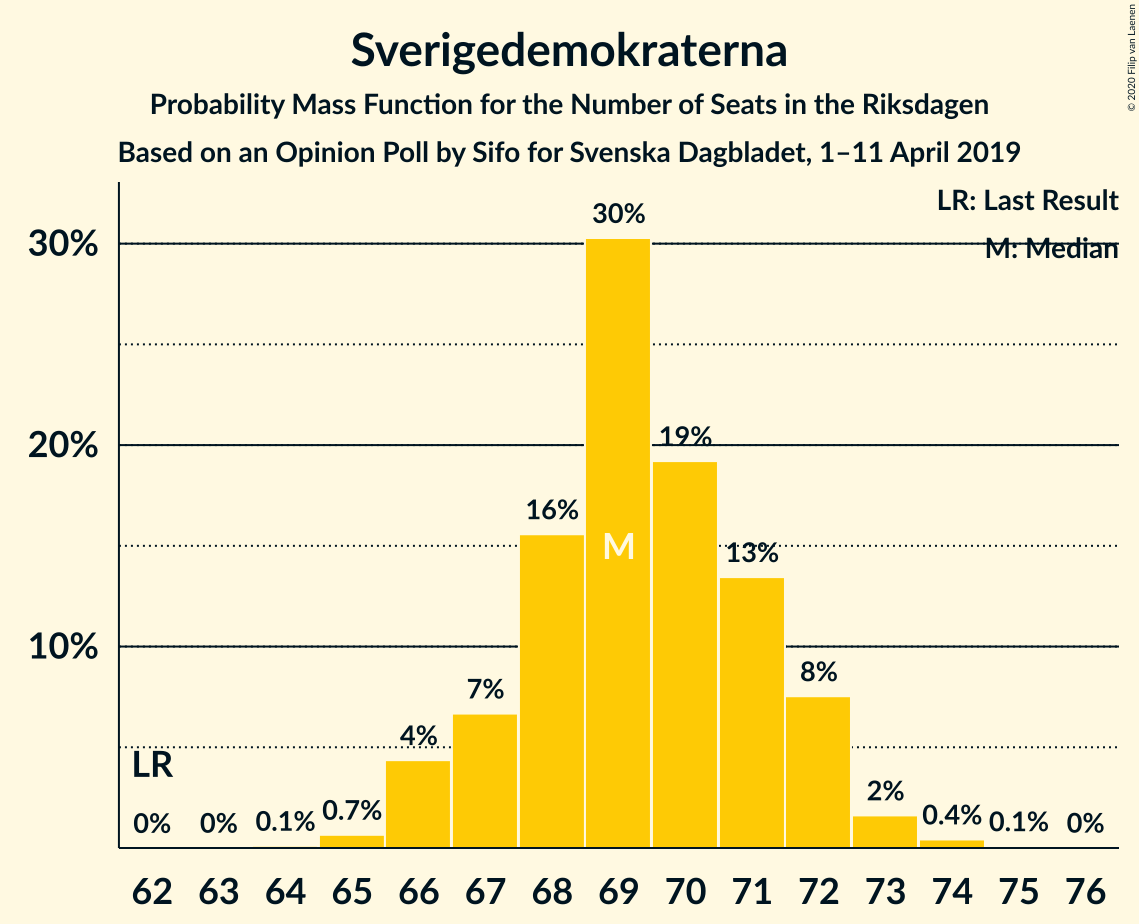 Sverigedemokraterna
Probability Mass Function for the Number of Seats in the Riksdagen
Based on an Opinion Poll by Sifo for Svenska Dagbladet, 1–11 April 2019
© 2020 Filip van Laenen
LR: Last Result
M: Median
30%
20%
10%
LR
M
0%
0%
0.1%
0.7%
4%
7%
16%
30%
19%
13%
8%
2%
0.4%
0.1%
0%
62 63 64 65 66 67 68 69 70 71 72 73 74 75 76